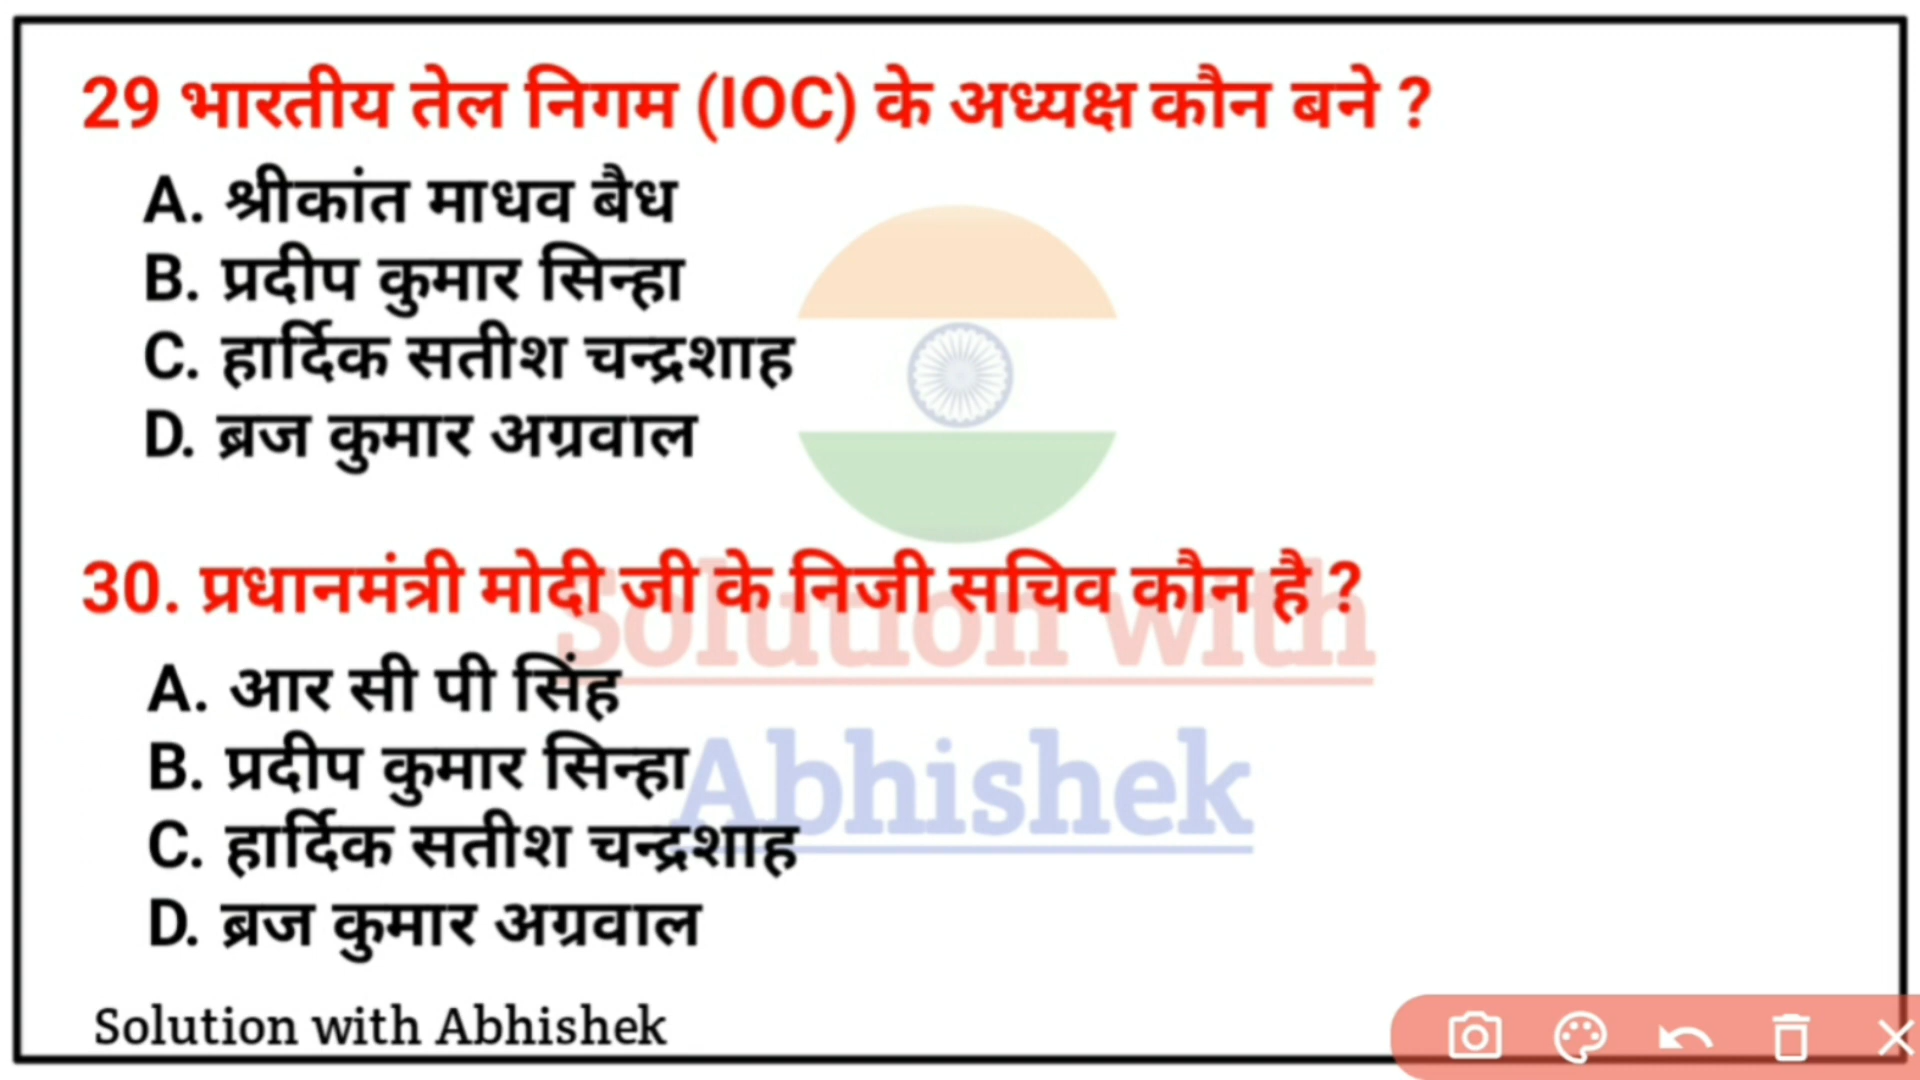 29 भारतीय तेल निगम (IOC) के अध्यक्ष कौन बने ?
A. श्रीकांत माधव बैध
B. प्रदीप कुमार सिन्हा
C. हार्दिक सतीश चन्द्रशाह
D. ब्रज कुमार अग्रवाल
30. प्रधानमंत्री मोदी जी के निजी सचिव कौन है ?
Solution with
A. आर सी पी सिंह
B. प्रदीप कुमार सिन्हा
Abhishek
C. हार्दिक सतीश चन्द्रशाह
D. ब्रज कुमार अग्रवाल
Solution with Abhishek